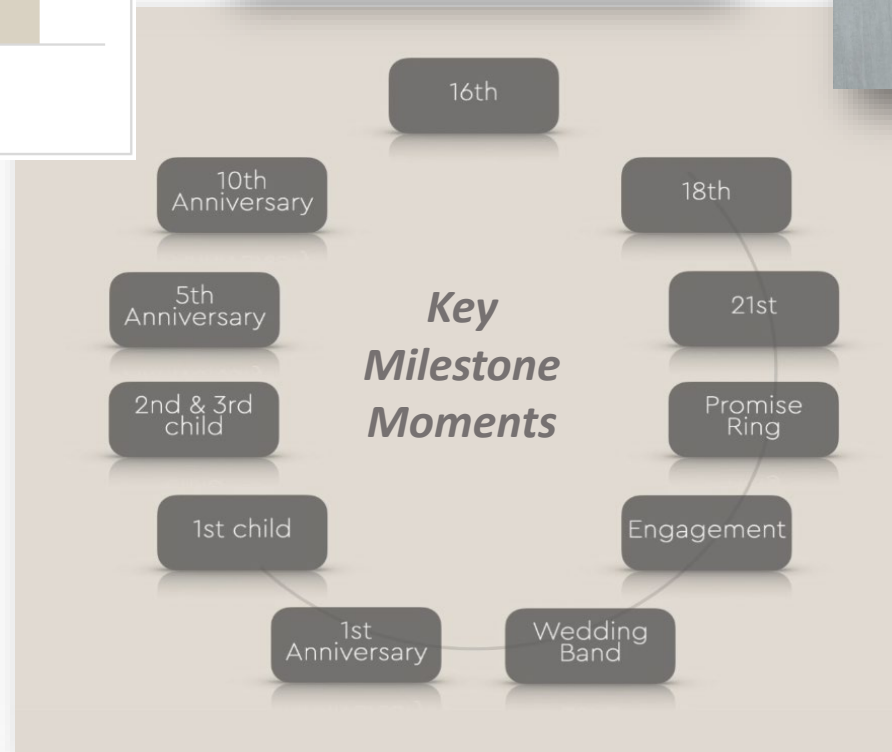 16th
18th
21st
Promise
Ring
Engagement
Wedding
Band
1st
Anniversary
1st child
2nd & 3rd
child
5th
Anniversary
10th
Anniversary
Key
Milestone
Moments